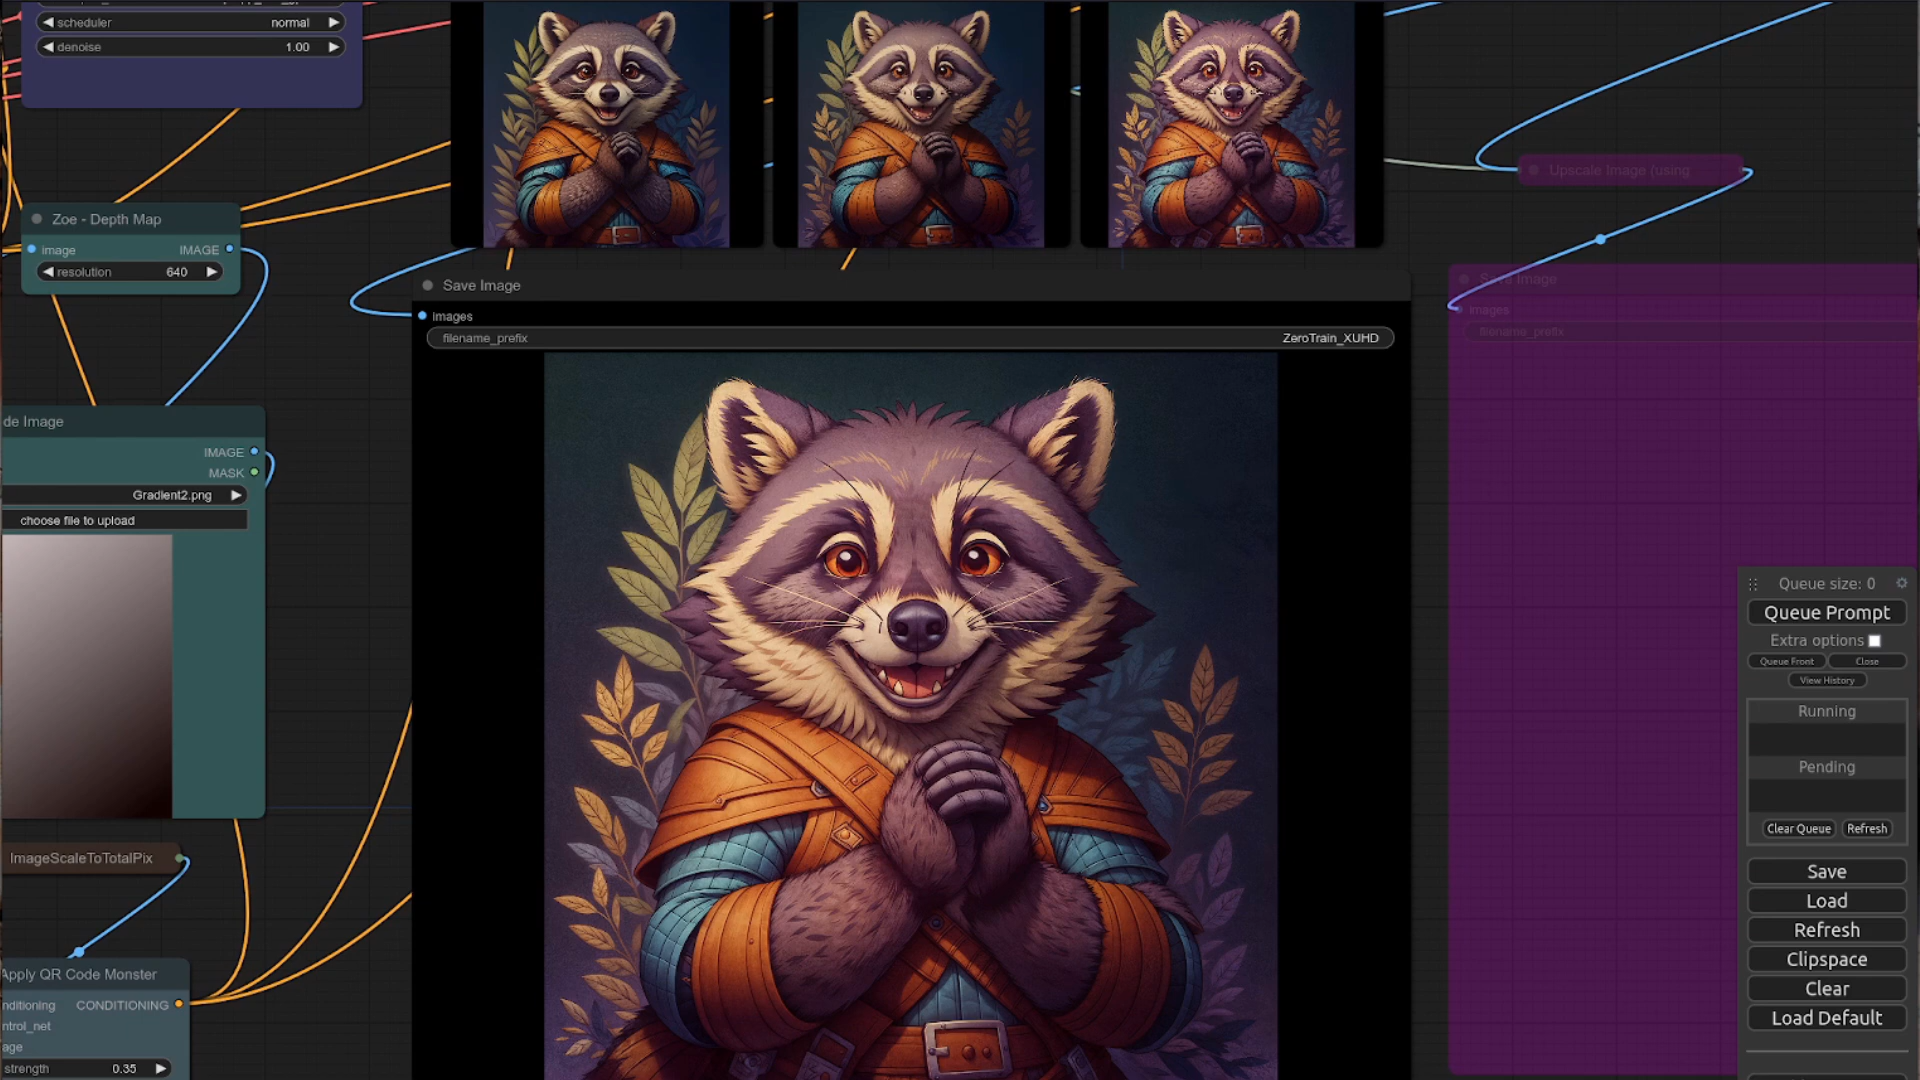 scheduler normal
denoise 1.00
Zoe - Depth Map
image IMAGE
resolution 640
de Image
IMAGE
MASK
Gradient2.png
choose file to upload
ImageScaleToTotalPix
Apply QR Code Monster
nditioning CONDITIONING
ntrol_net
age
strength 0.35
Save Image
images
filename_prefix ZeroTrain_XUHD
Upscale Image (using
Save Image
images
filename_prefix
Queue size: 0
Queue Prompt
Extra options
Queue Front Close
View History
Running
Pending
Clear Queue Refresh
Save
Load
Refresh
Clipspace
Clear
Load Default